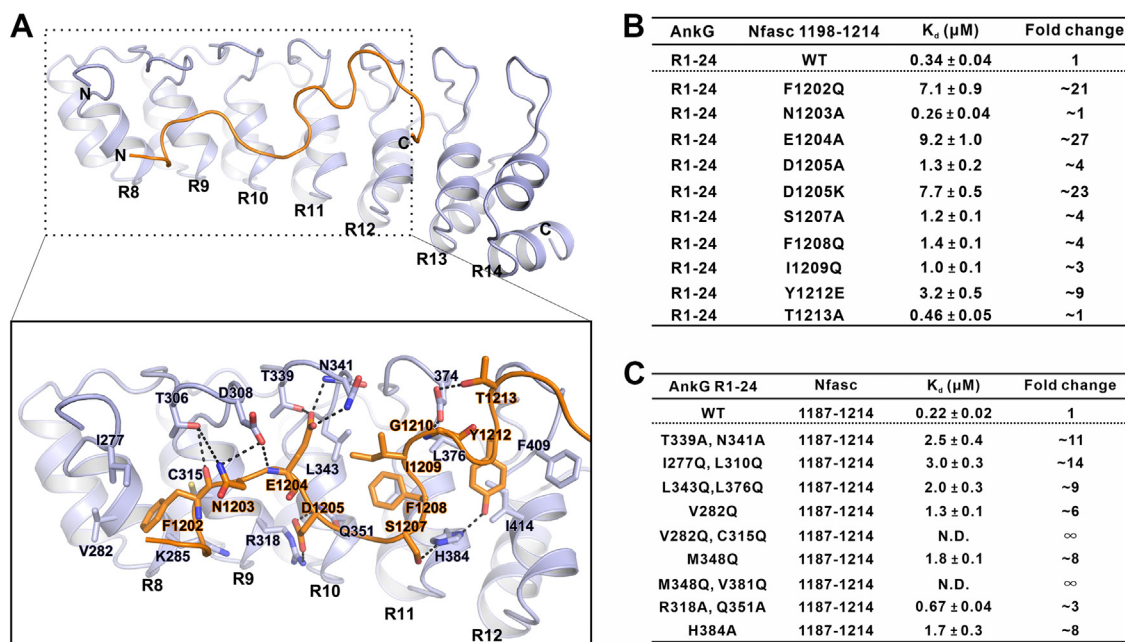 A
N
N
C
C
R8
R9
R10
R11
R12
R13
R14
N341
T339
374
D308
T306
T1213
G1210
Y1212
I277
F409
L376
L343
I1209
C315
E1204
N1203
F1208
D1205
F1202
S1207
I414
Q351
R318
V282
K285
H384
R8
R9
R10
R11
R12
B
AnkG Nfasc 1198-1214 Kd (µM) Fold change
R1-24 WT 0.34 ± 0.04 1
R1-24 F1202Q 7.1 ± 0.9 ~21
R1-24 N1203A 0.26 ± 0.04 ~1
R1-24 E1204A 9.2 ± 1.0 ~27
R1-24 D1205A 1.3 ± 0.2 ~4
R1-24 D1205K 7.7 ± 0.5 ~23
R1-24 S1207A 1.2 ± 0.1 ~4
R1-24 F1208Q 1.4 ± 0.1 ~4
R1-24 I1209Q 1.0 ± 0.1 ~3
R1-24 Y1212E 3.2 ± 0.5 ~9
R1-24 T1213A 0.46 ± 0.05 ~1
C
AnkG R1-24 Nfasc Kd (µM) Fold change
WT 1187-1214 0.22 ± 0.02 1
T339A, N341A 1187-1214 2.5 ± 0.4 ~11
I277Q, L310Q 1187-1214 3.0 ± 0.3 ~14
L343Q,L376Q 1187-1214 2.0 ± 0.3 ~9
V282Q 1187-1214 1.3 ± 0.1 ~6
V282Q, C315Q 1187-1214 N.D. ∞
M348Q 1187-1214 1.8 ± 0.1 ~8
M348Q, V381Q 1187-1214 N.D. ∞
R318A, Q351A 1187-1214 0.67 ± 0.04 ~3
H384A 1187-1214 1.7 ± 0.3 ~8